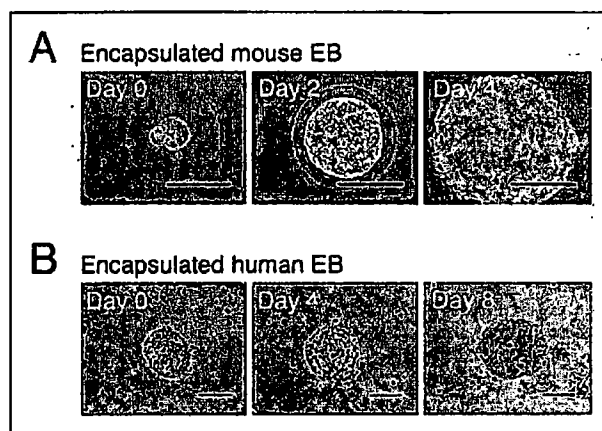 A Encapsulated mouse EB
Day 0 Day 2 Day 4
B Encapsulated human EB
Day 0 Day 4 Day 8